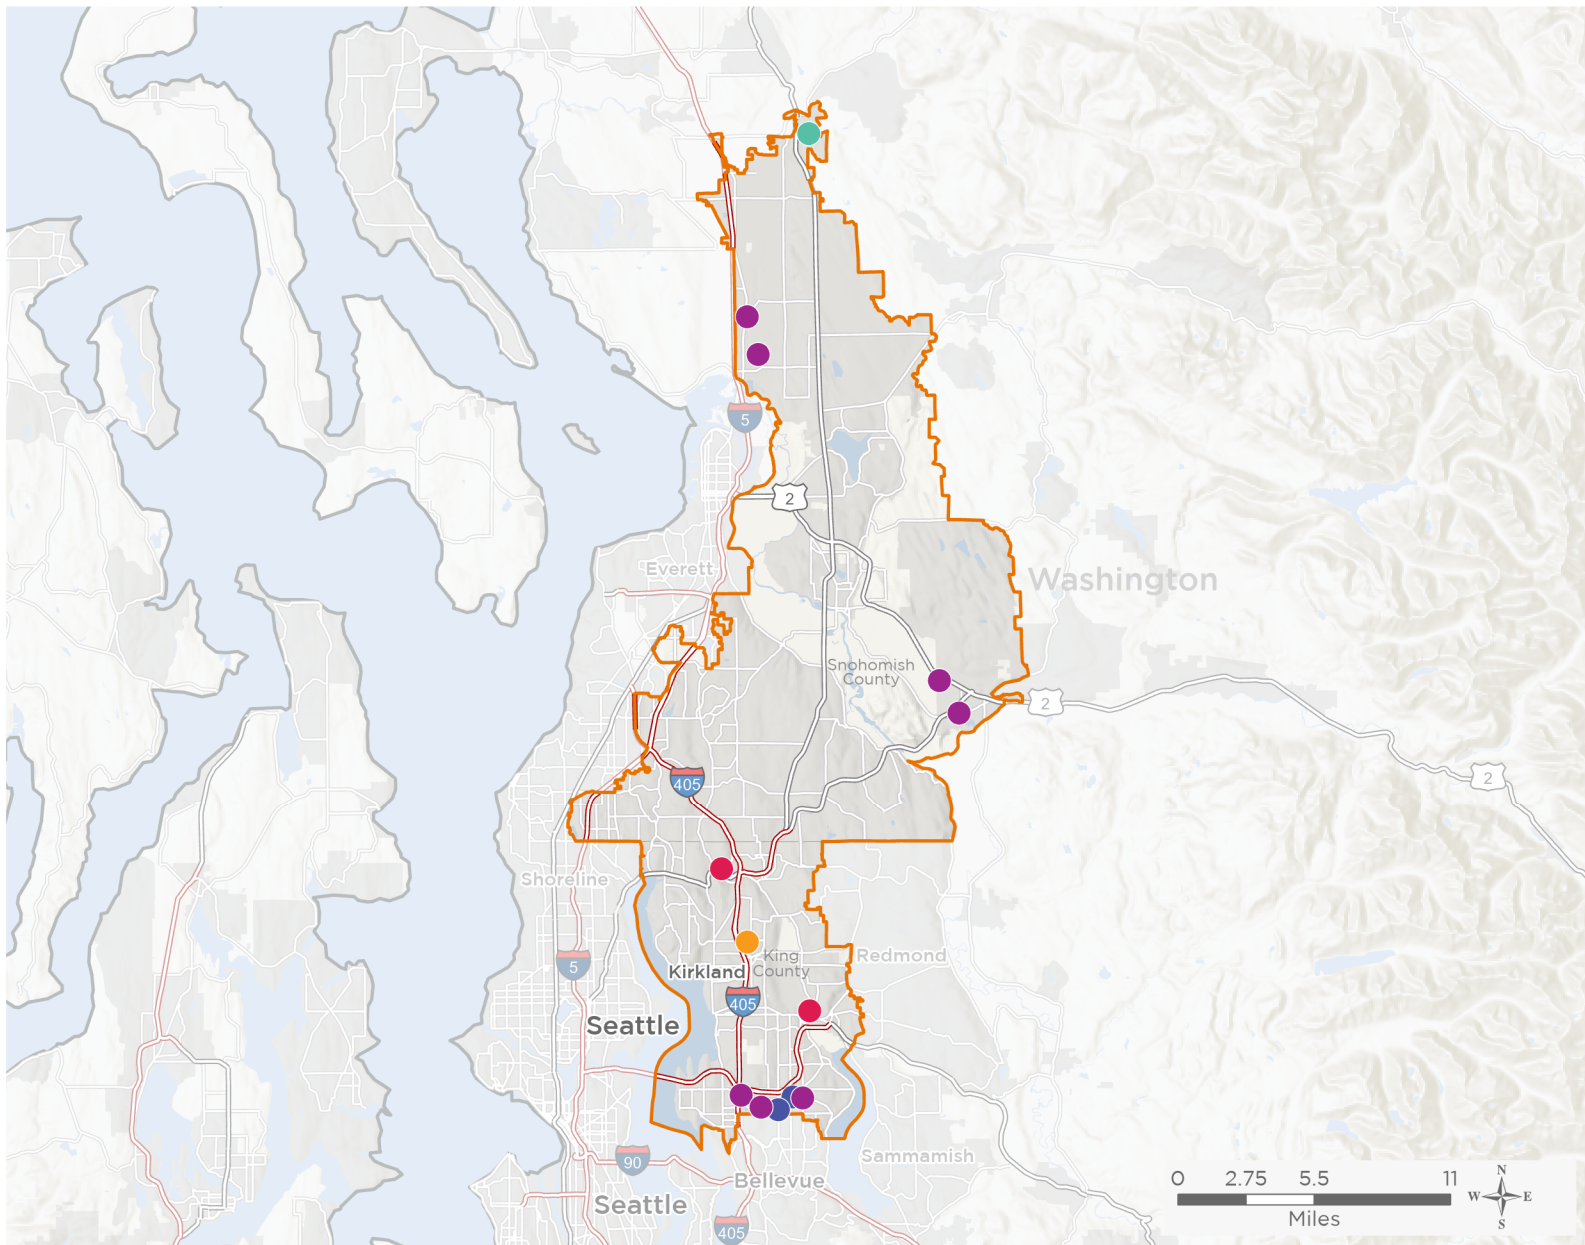 5
2
Everett
Washington
Snohomish
County
2
405
2
Shoreline
5
King
County
Kirkland
Redmond
405
Seattle
90
Sammamish
Bellevue
Seattle
405
0 2.75 5.5 11
Miles
N
W E
S